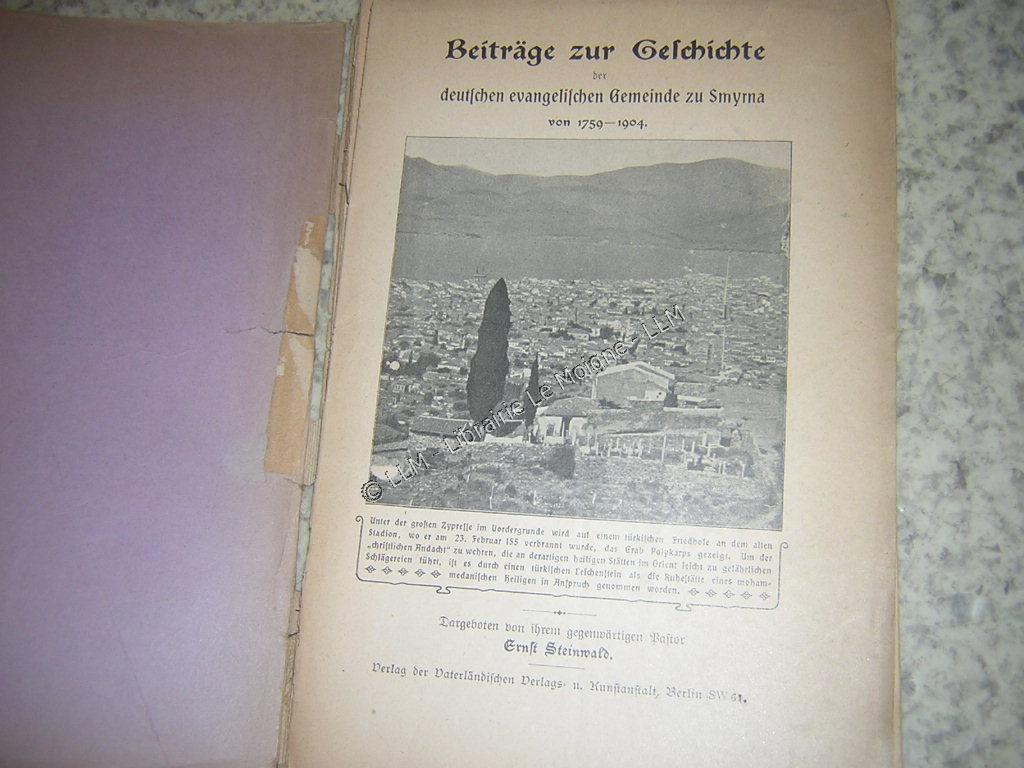 Beiträge zur Geschichte
der
deutschen evangelischen Gemeinde zu Smyrna
von 1759—1904.
© LLM - Librairie Le Moigne - LLM
Unter der großen Zypresse im Vordergrunde wird auf einem türkischen Friedhofe an dem alten
Stadion, wo er am 23. Februar 155 verbrannt wurde, das Grab Polykarps gezeigt. Um der
„christlichen Andacht" zu wehren, die an derartigen heiligen Stätten im Orient leicht zu gefährlichen
Schlägereien führt, ist es durch einen türkischen Leichenstein als die Ruhestätte eines moham-
medanischen Heiligen in Anspruch genommen worden.
Dargeboten von ihrem gegenwärtigen Pastor
Ernst Steinwald.
Verlag der Vaterländischen Verlags- u. Kunstanstalt, Berlin SW 61.